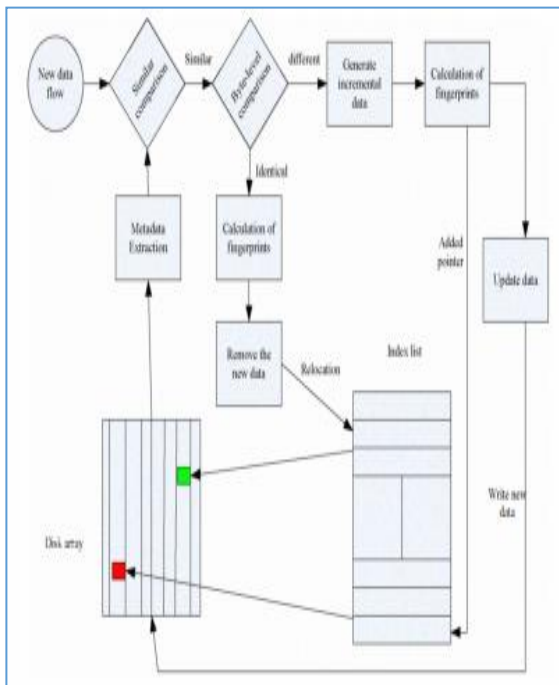 New data
flow
Similar
comparison
Similar
Byte-level
comparison
different
Generate
incremental
data
Calculation of
fingerprints
Identical
Metadata
Extraction
Calculation of
fingerprints
Added
pointer
Update data
Remove the
new data
Relocation
Index list
Disk array
Write new
data